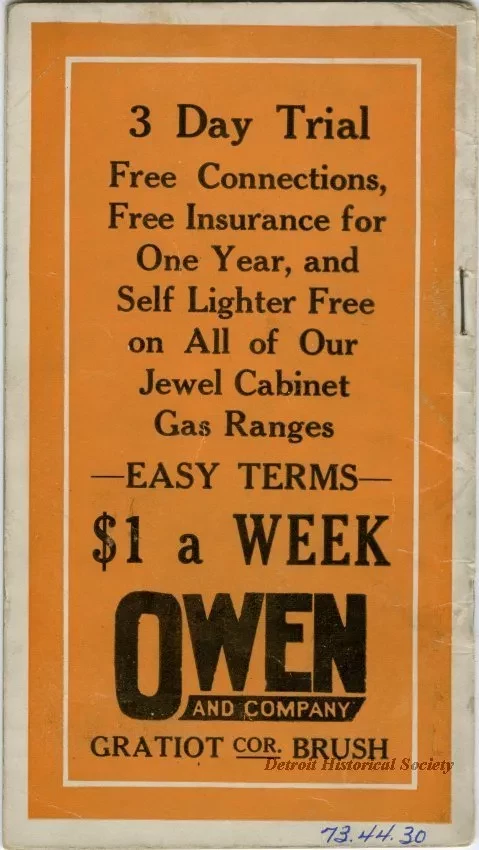 3 Day Trial
Free Connections,
Free Insurance for
One Year, and
Self Lighter Free
on All of Our
Jewel Cabinet
Gas Ranges
—EASY TERMS—
$1 a WEEK
OWEN
AND COMPANY
GRATIOT COR. BRUSH
Detroit Historical Society
73.44.30